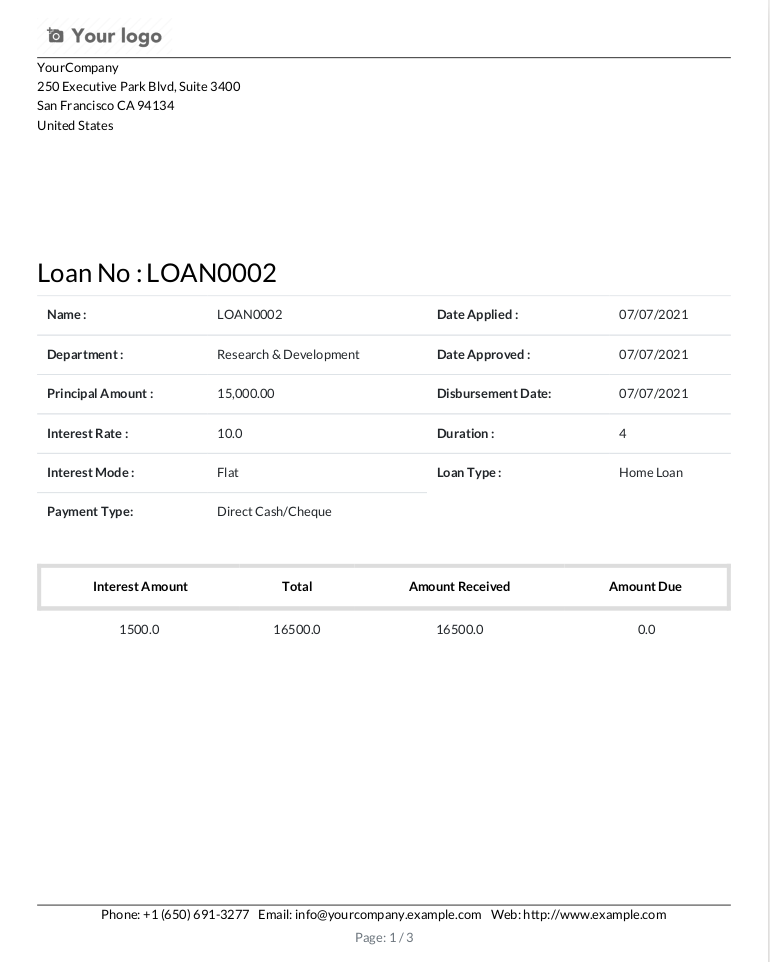 Your logo
YourCompany
250 Executive Park Blvd, Suite 3400
San Francisco CA 94134
United States
Loan No : LOAN0002
Name : LOAN0002 Date Applied : 07/07/2021
Department : Research & Development Date Approved : 07/07/2021
Principal Amount : 15,000.00 Disbursement Date: 07/07/2021
Interest Rate : 10.0 Duration : 4
Interest Mode : Flat Loan Type : Home Loan
Payment Type: Direct Cash/Cheque
Interest Amount Total Amount Received Amount Due
1500.0 16500.0 16500.0 0.0
Phone: +1 (650) 691-3277 Email: info@yourcompany.example.com Web: http://www.example.com
Page: 1 / 3